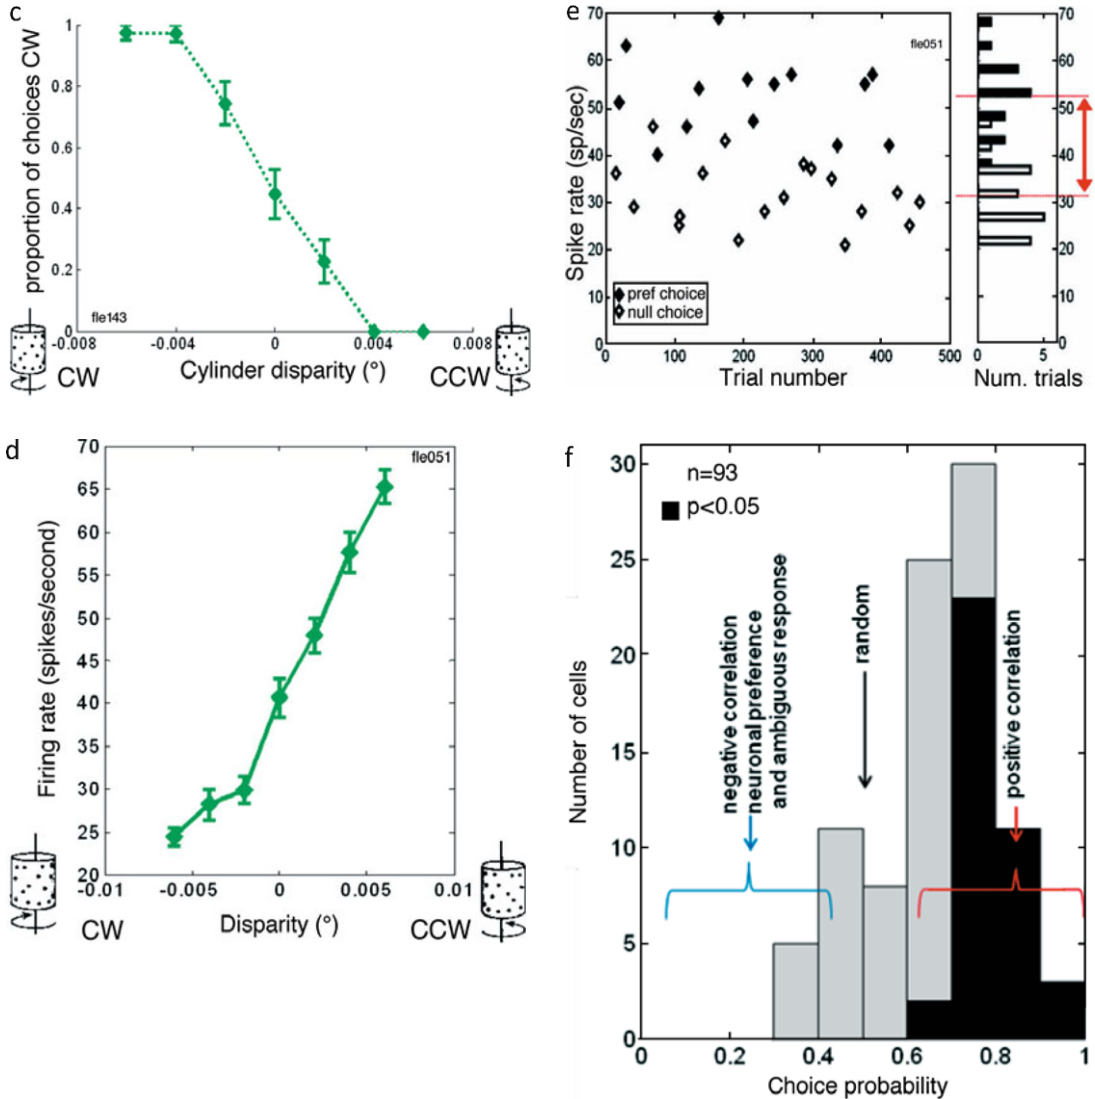 c
proportion of choices CW
1
0.8
0.6
0.4
0.2
0
fle143
-0.008
-0.004
0
0.004
0.008
CW
Cylinder disparity (°)
CCW
e
Spike rate (sp/sec)
70
60
50
40
30
20
10
0
fle051
pref choice
null choice
0
100
200
300
400
500
Trial number
70
60
50
40
30
20
10
0
0
5
Num. trials
d
Firing rate (spikes/second)
70
65
60
55
50
45
40
35
30
25
20
fle051
-0.01
-0.005
0
0.005
0.01
CW
Disparity (°)
CCW
f
Number of cells
30
25
20
15
10
5
0
n=93
p<0.05
negative correlation
neuronal preference
and ambiguous response
random
positive correlation
0
0.2
0.4
0.6
0.8
1
Choice probability